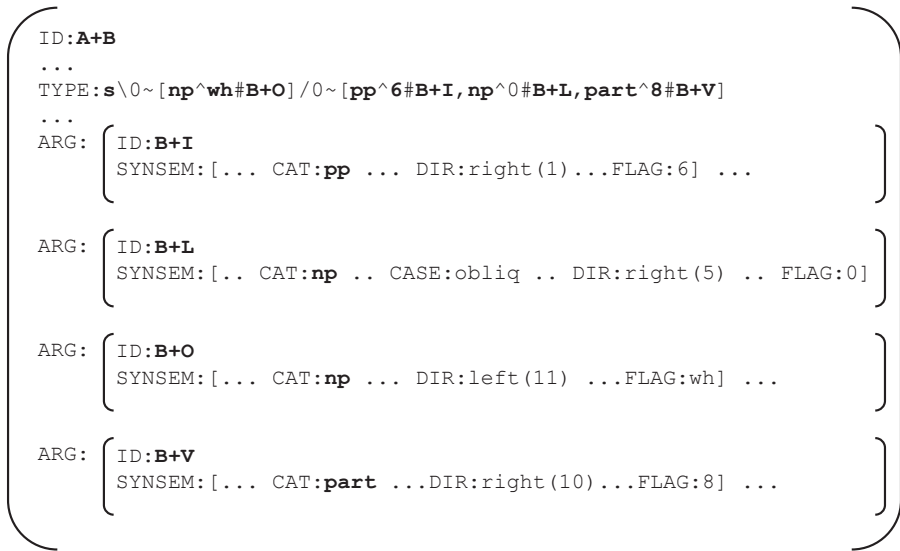 ID:A+B
...
TYPE:s\0~[np^wh#B+O]/0~[pp^6#B+I,np^0#B+L,part^8#B+V]
...
ARG: ID:B+I
SYNSEM:[... CAT:pp ... DIR:right(1)...FLAG:6] ...
ARG: ID:B+L
SYNSEM:[.. CAT:np .. CASE:obliq .. DIR:right(5) .. FLAG:0]
ARG: ID:B+O
SYNSEM:[... CAT:np ... DIR:left(11) ...FLAG:wh] ...
ARG: ID:B+V
SYNSEM:[... CAT:part ...DIR:right(10)...FLAG:8] ...